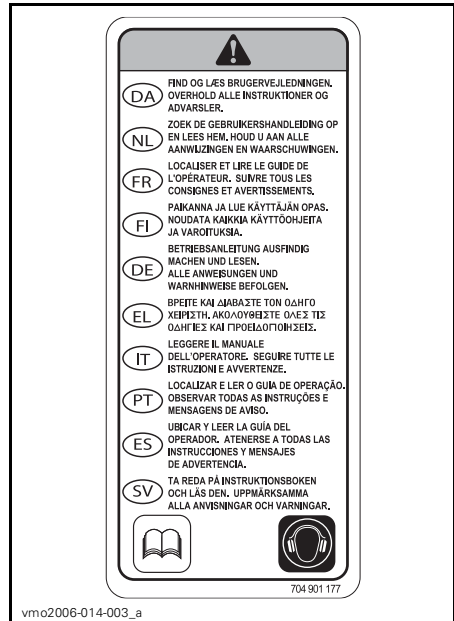 DA
FIND OG LÆS BRUGERVEJLEDNINGEN.
OVERHOLD ALLE INSTRUKTIONER OG
ADVARSLER.
NL
ZOEK DE GEBRUIKERSHANDLEIDING OP
EN LEES HEM. HOUD U AAN ALLE
AANWIJZINGEN EN WAARSCHUWINGEN.
FR
LOCALISER ET LIRE LE GUIDE DE
L'OPÉRATEUR. SUIVRE TOUS LES
CONSIGNES ET AVERTISSEMENTS.
FI
PAIKANNA JA LUE KÄYTTÄJÄN OPAS.
NOUDATA KAIKKIA KÄYTTÖOHJEITA
JA VAROITUKSIA.
DE
BETRIEBSANLEITUNG AUSFINDIG
MACHEN UND LESEN.
ALLE ANWEISUNGEN UND
WARNHINWEISE BEFOLGEN.
EL
ΒΡΕΙΤΕ ΚΑΙ ΔΙΑΒΑΣΤΕ ΤΟΝ ΟΔΗΓΟ
ΧΕΙΡΙΣΤΗ. ΑΚΟΛΟΥΘΕΙΣΤΕ ΟΛΕΣ ΤΙΣ
ΟΔΗΓΙΕΣ ΚΑΙ ΠΡΟΕΙΔΟΠΟΙΗΣΕΙΣ.
IT
LEGGERE IL MANUALE
DELL'OPERATORE. SEGUIRE TUTTE LE
ISTRUZIONI E AVVERTENZE.
PT
LOCALIZAR E LER O GUIA DE OPERAÇÃO.
OBSERVAR TODAS AS INSTRUÇÕES E
MENSAGENS DE AVISO.
ES
UBICAR Y LEER LA GUÍA DEL
OPERADOR. ATENERSE A TODAS LAS
INSTRUCCIONES Y MENSAJES
DE ADVERTENCIA.
SV
TA REDA PÅ INSTRUKTIONSBOKEN
OCH LÄS DEN. UPPMÄRKSAMMA
ALLA ANVISNINGAR OCH VARNINGAR.
704 901 177
vmo2006-014-003_a